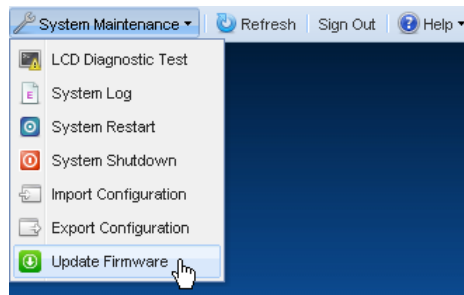 System Maintenance Refresh Sign Out Help
LCD Diagnostic Test
E System Log
System Restart
System Shutdown
Import Configuration
Export Configuration
Update Firmware